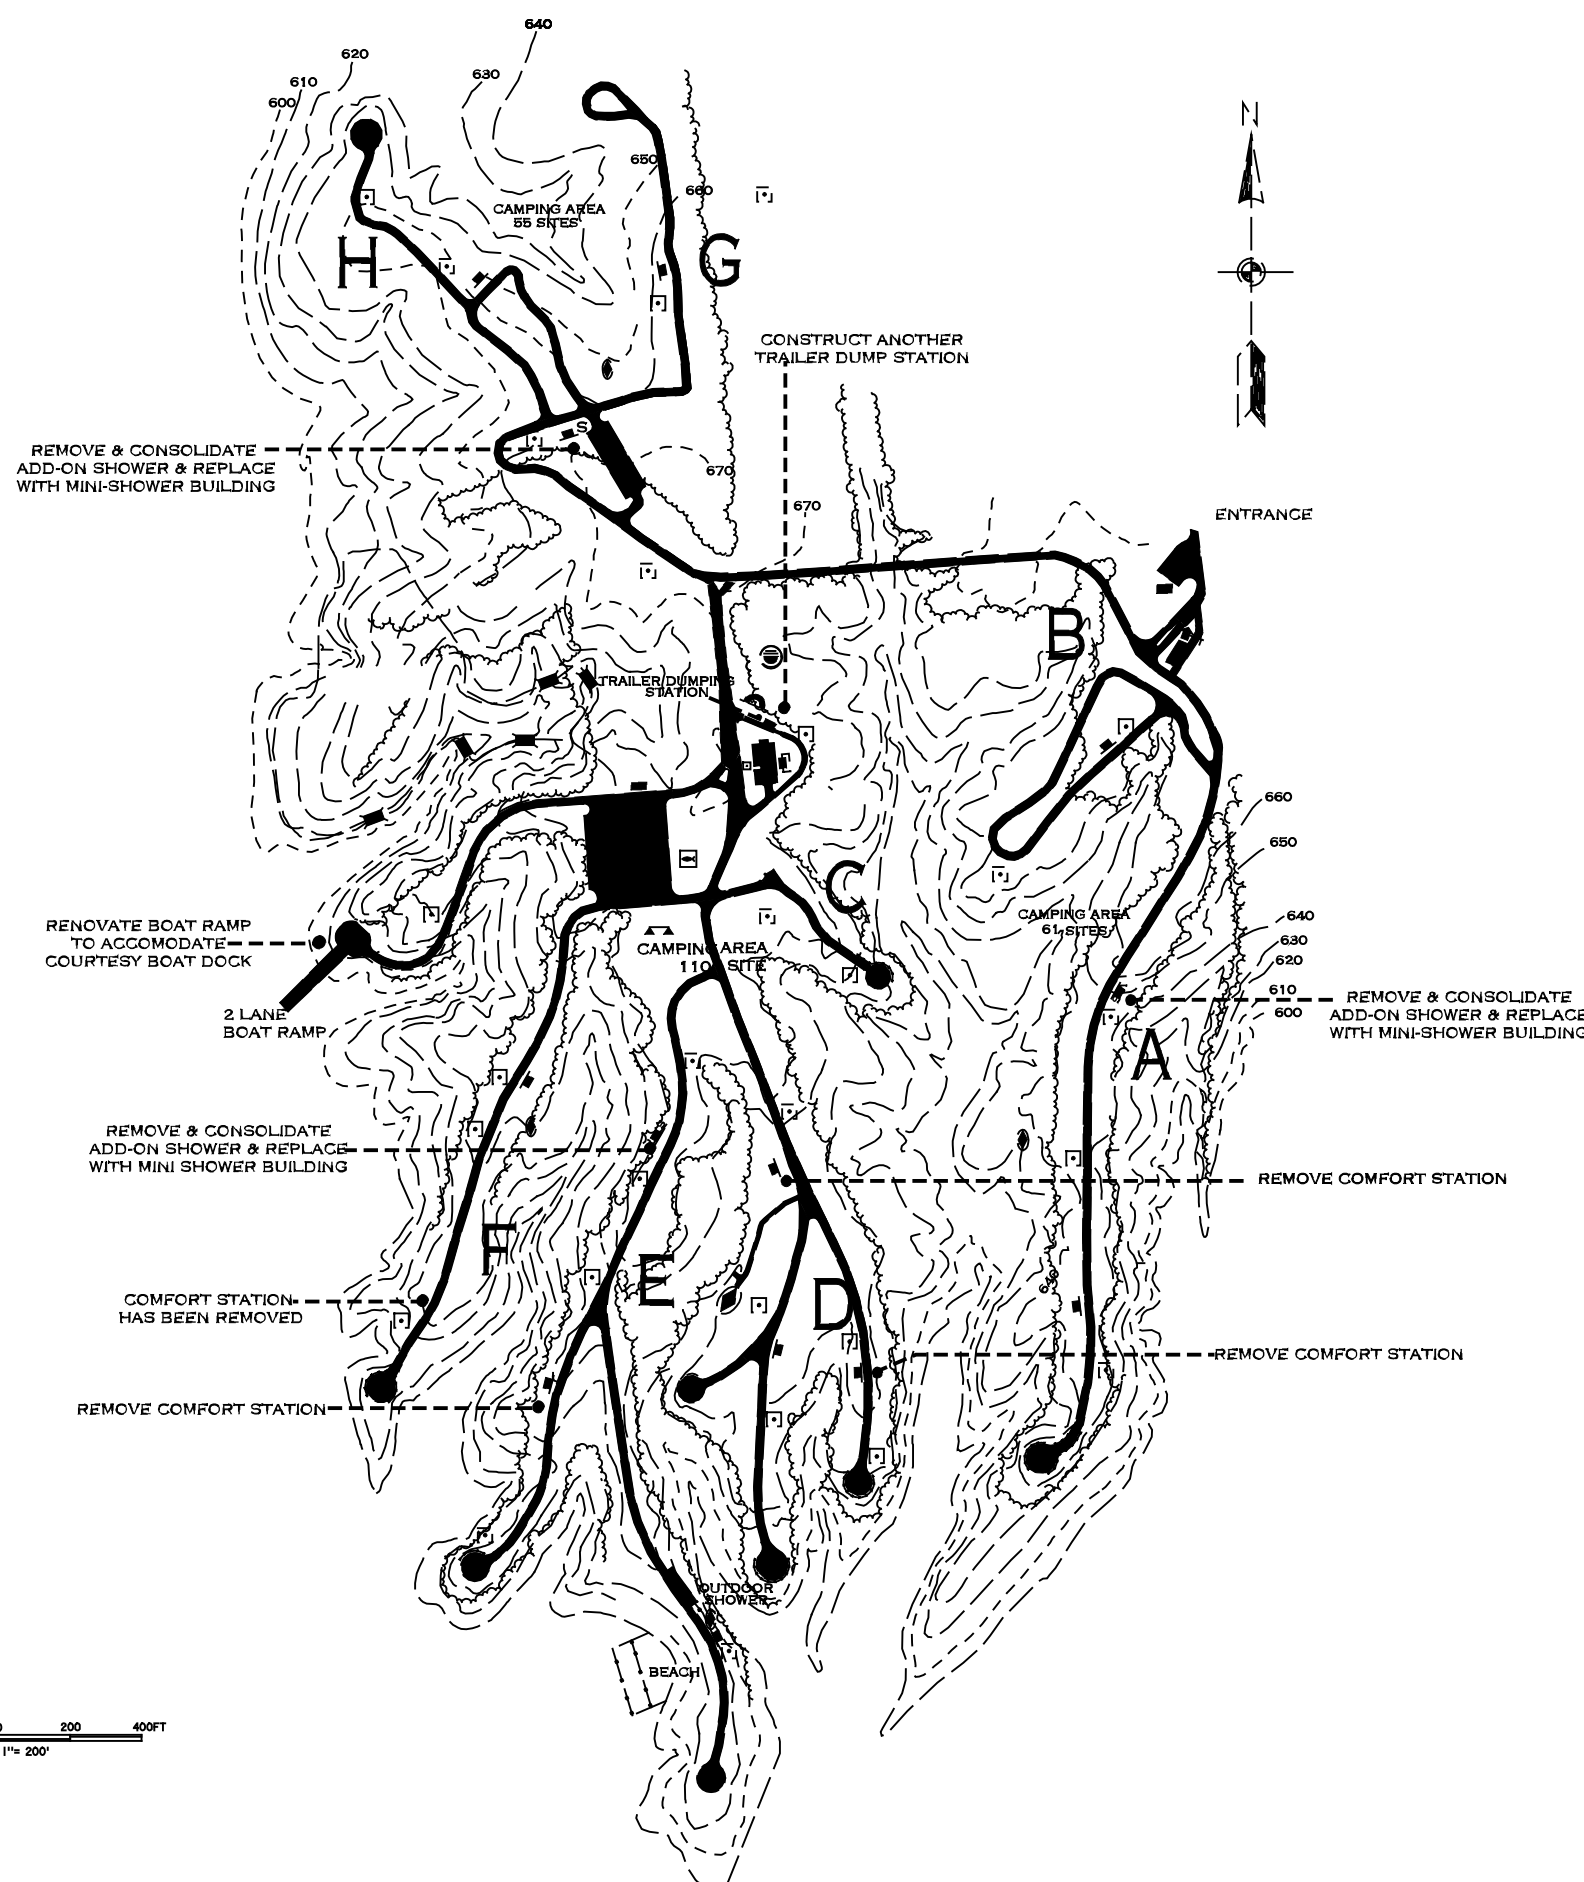 640
620
630
610
600
N
650
660
CAMPING AREA
55 SITES
H
G
CONSTRUCT ANOTHER
TRAILER DUMP STATION
S
REMOVE & CONSOLIDATE
ADD-ON SHOWER & REPLACE
WITH MINI-SHOWER BUILDING
670
670
ENTRANCE
B
TRAILER DUMPING
STATION
660
650
C
640
CAMPING AREA
61 SITES
RENOVATE BOAT RAMP
TO ACCOMODATE
COURTESY BOAT DOCK
630
CAMPING AREA
110 SITE
620
610
REMOVE & CONSOLIDATE
ADD-ON SHOWER & REPLACE
WITH MINI-SHOWER BUILDING
600
2 LANE
BOAT RAMP
A
REMOVE & CONSOLIDATE
ADD-ON SHOWER & REPLACE
WITH MINI SHOWER BUILDING
REMOVE COMFORT STATION
F
E
D
640
COMFORT STATION
HAS BEEN REMOVED
REMOVE COMFORT STATION
REMOVE COMFORT STATION
OUTDOOR
SHOWER
BEACH
0 200 400FT
1"= 200'